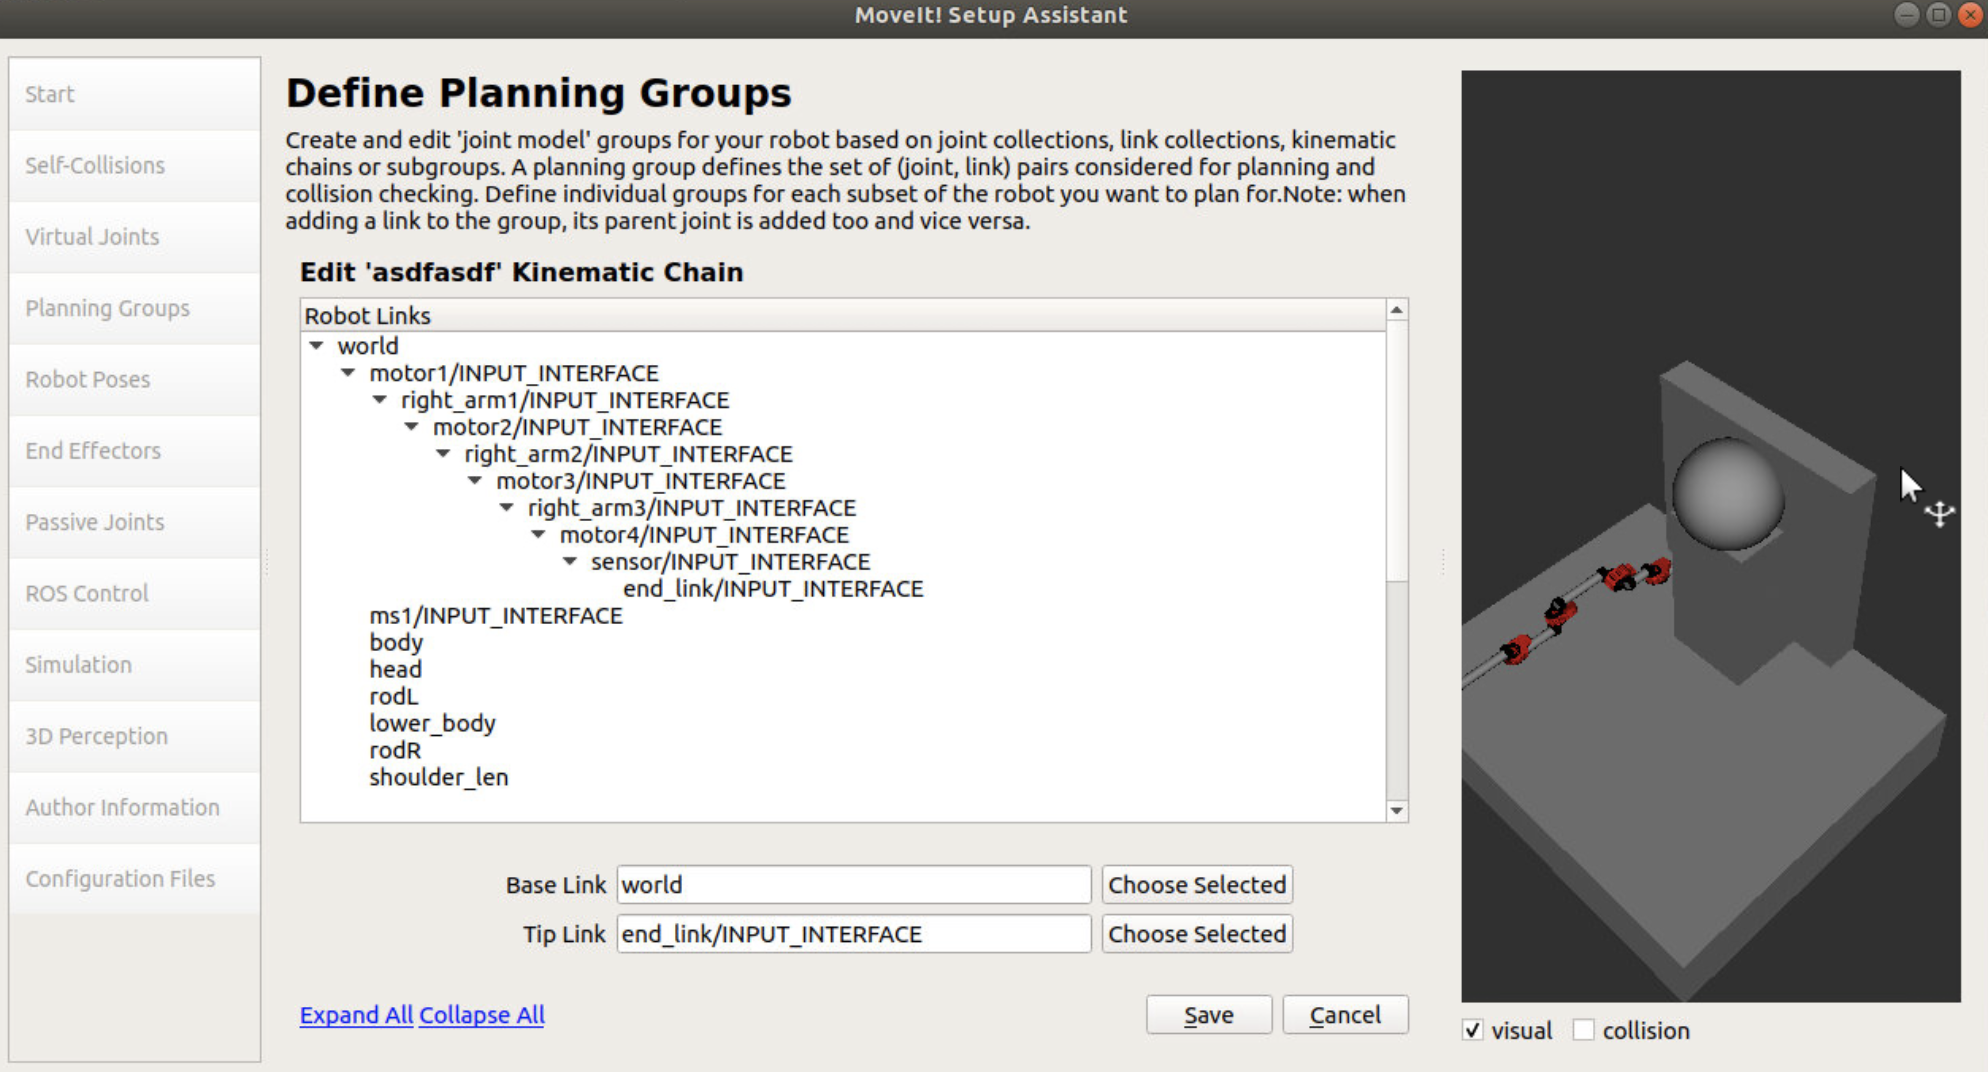 MoveIt! Setup Assistant
Start
Self-Collisions
Virtual Joints
Planning Groups
Robot Poses
End Effectors
Passive Joints
ROS Control
Simulation
3D Perception
Author Information
Configuration Files
Define Planning Groups
Create and edit 'joint model' groups for your robot based on joint collections, link collections, kinematic
chains or subgroups. A planning group defines the set of (joint, link) pairs considered for planning and
collision checking. Define individual groups for each subset of the robot you want to plan for.Note: when
adding a link to the group, its parent joint is added too and vice versa.
Edit 'asdfasdf' Kinematic Chain
Robot Links
world
motor1/INPUT_INTERFACE
right_arm1/INPUT_INTERFACE
motor2/INPUT_INTERFACE
right_arm2/INPUT_INTERFACE
motor3/INPUT_INTERFACE
right_arm3/INPUT_INTERFACE
motor4/INPUT_INTERFACE
sensor/INPUT_INTERFACE
end_link/INPUT_INTERFACE
ms1/INPUT_INTERFACE
body
head
rodL
lower_body
rodR
shoulder_len
Base Link world Choose Selected
Tip Link end_link/INPUT_INTERFACE Choose Selected
Expand All Collapse All Save Cancel
visual collision